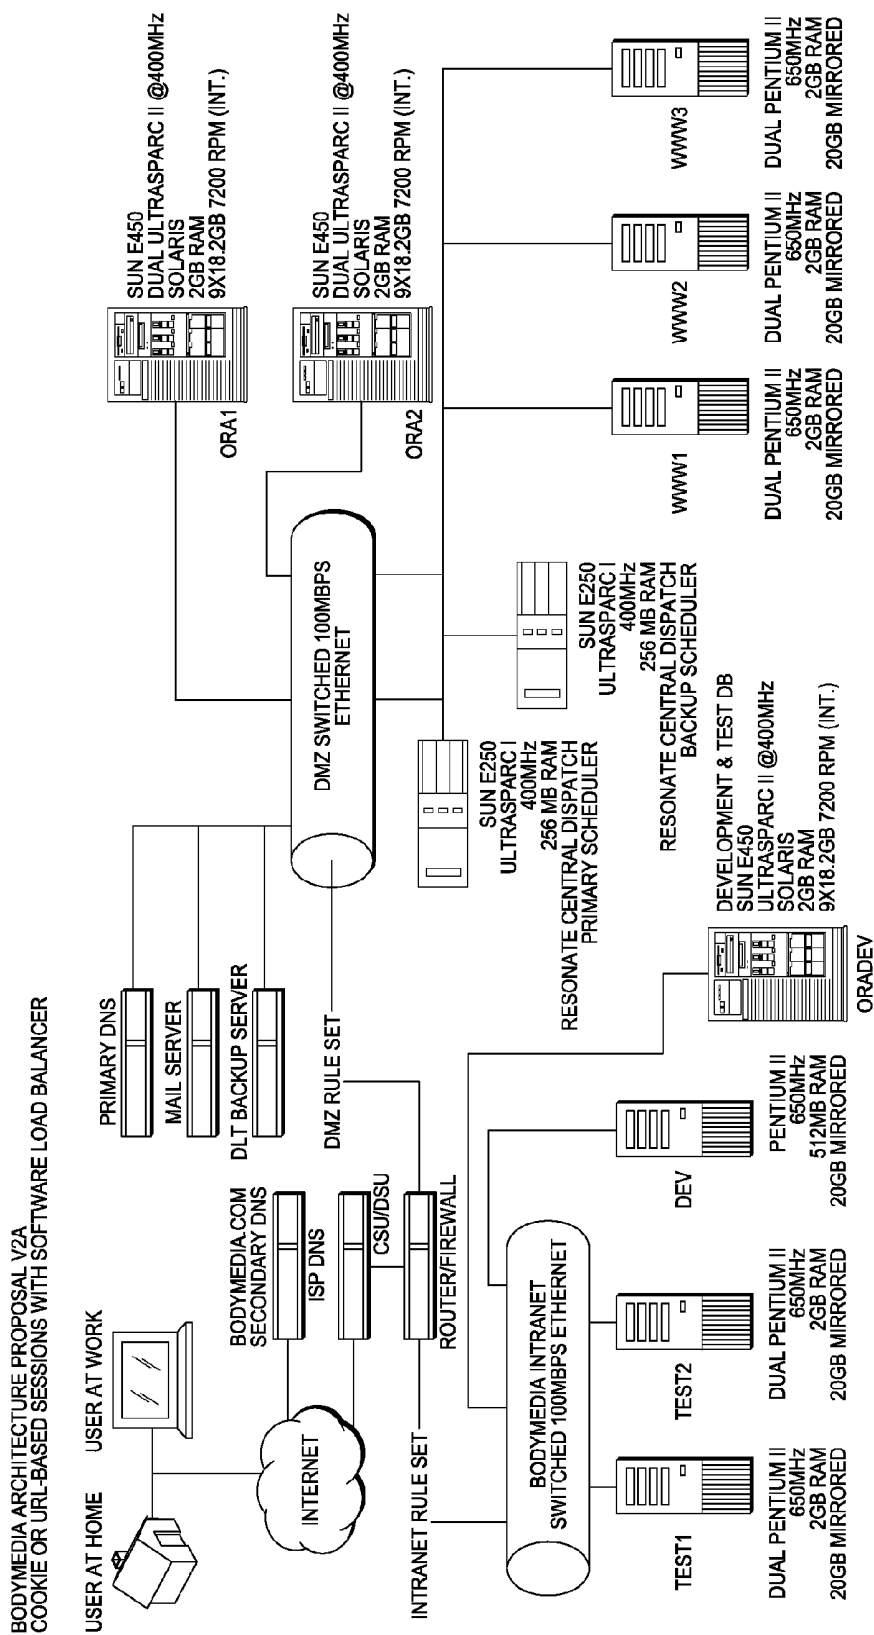 BODYMEDIA ARCHITECTURE PROPOSAL V2A
COOKIE OR URL-BASED SESSIONS WITH SOFTWARE LOAD BALANCER
USER AT HOME
USER AT WORK
INTERNET
BODYMEDIA.COM
SECONDARY DNS
ISP DNS
CSU/DSU
ROUTER/FIREWALL
INTRANET RULE SET
DMZ RULE SET
PRIMARY DNS
MAIL SERVER
DLT BACKUP SERVER
DMZ SWITCHED 100MBPS
ETHERNET
ORA1
SUN E450
DUAL ULTRASPARC II @400MHz
SOLARIS
2GB RAM
9X18.2GB 7200 RPM (INT.)
ORA2
SUN E450
DUAL ULTRASPARC II @400MHz
SOLARIS
2GB RAM
9X18.2GB 7200 RPM (INT.)
SUN E250
ULTRASPARC I
400MHz
256 MB RAM
RESONATE CENTRAL DISPATCH
PRIMARY SCHEDULER
SUN E250
ULTRASPARC I
400MHz
256 MB RAM
RESONATE CENTRAL DISPATCH
BACKUP SCHEDULER
WWW1
DUAL PENTIUM II
650MHz
2GB RAM
20GB MIRRORED
WWW2
DUAL PENTIUM II
650MHz
2GB RAM
20GB MIRRORED
WWW3
DUAL PENTIUM II
650MHz
2GB RAM
20GB MIRRORED
BODYMEDIA INTRANET
SWITCHED 100MBPS ETHERNET
TEST1
DUAL PENTIUM II
650MHz
2GB RAM
20GB MIRRORED
TEST2
DUAL PENTIUM II
650MHz
2GB RAM
20GB MIRRORED
DEV
PENTIUM II
650MHz
512MB RAM
20GB MIRRORED
ORADEV
DEVELOPMENT & TEST DB
SUN E450
ULTRASPARC II @400MHz
SOLARIS
2GB RAM
9X18.2GB 7200 RPM (INT.)